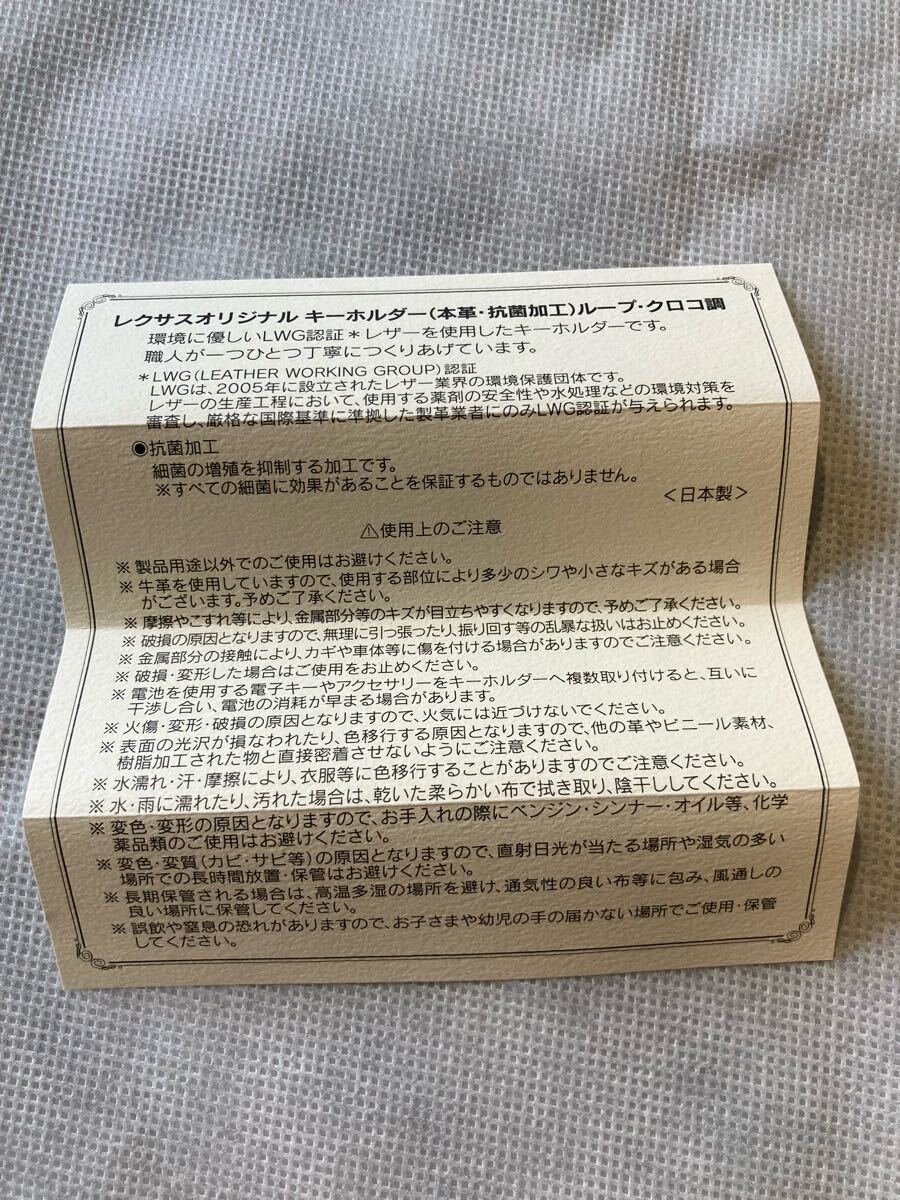 レクサスオリジナル キーホルダー(本革・抗菌加工)ループ・クロコ調
環境に優しいLWG認証＊レザーを使用したキーホルダーです。
職人が一つひとつ丁寧につくりあげています。
＊LWG(LEATHER WORKING GROUP)認証
LWGは、2005年に設立されたレザー業界の環境保護団体です。
レザーの生産工程において、使用する薬剤の安全性や水処理などの環境対策を
審査し、厳格な国際基準に準拠した製革業者にのみLWG認証が与えられます。
◉抗菌加工
細菌の増殖を抑制する加工です。
※すべての細菌に効果があることを保証するものではありません。
＜日本製＞
⚠使用上のご注意
※ 製品用途以外でのご使用はお避けください。
※ 牛革を使用していますので、使用する部位により多少のシワや小さなキズがある場合
がございます。予めご了承ください。
※ 摩擦やこすれ等により、金属部分等のキズが目立ちやすくなりますので、予めご了承ください。
※ 破損の原因となりますので、無理に引っ張ったり、振り回す等の乱暴な扱いはお止めください。
※ 金属部分の接触により、カギや車体等に傷を付ける場合がありますのでご注意ください。
※ 破損・変形した場合はご使用をお止めください。
※ 電池を使用する電子キーやアクセサリーをキーホルダーへ複数取り付けると、互いに
干渉し合い、電池の消耗が早まる場合があります。
※ 火傷・変形・破損の原因となりますので、火気には近づけないでください。
※ 表面の光沢が損なわれたり、色移行する原因となりますので、他の革やビニール素材、
樹脂加工された物と直接密着させないようにご注意ください。
※ 水濡れ・汗・摩擦により、衣服等に色移行することがありますのでご注意ください。
※ 水・雨に濡れたり、汚れた場合は、乾いた柔らかい布で拭き取り、陰干ししてください。
※ 変色・変形の原因となりますので、お手入れの際にベンジン・シンナー・オイル等、化学
薬品類のご使用はお避けください。
※ 変色・変質(カビ・サビ等)の原因となりますので、直射日光が当たる場所や湿気の多い
場所での長時間放置・保管はお避けください。
※ 長期保管される場合は、高温多湿の場所を避け、通気性の良い布等に包み、風通しの
良い場所に保管してください。
※ 誤飲や窒息の恐れがありますので、お子さまや幼児の手の届かない場所でご使用・保管
してください。